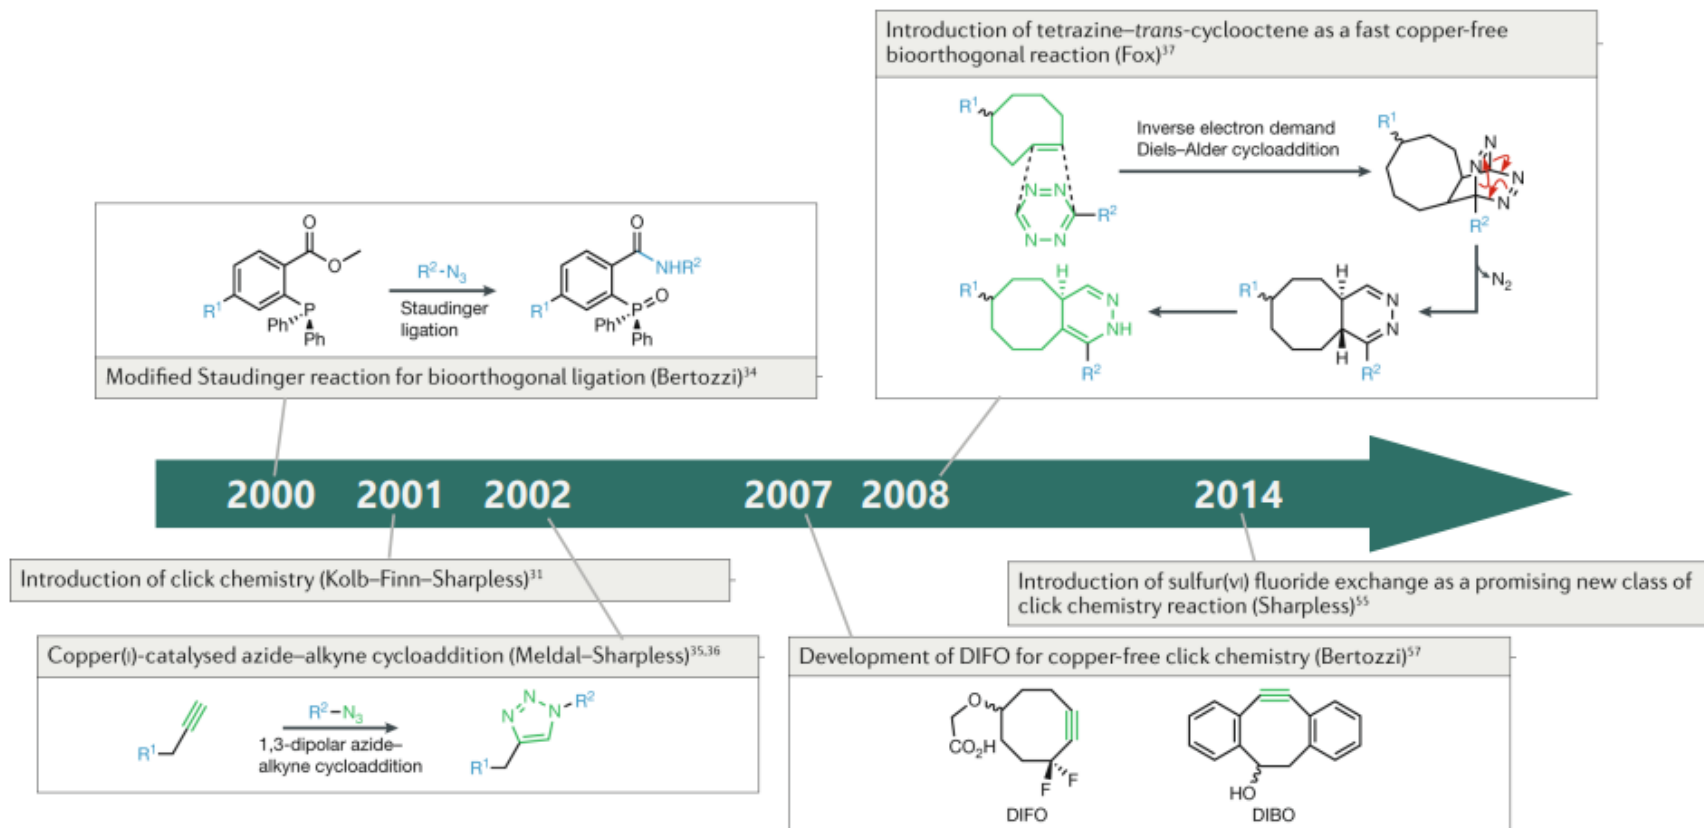 Introduction of tetrazine–trans-cyclooctene as a fast copper-free
bioorthogonal reaction (Fox)³⁷
R¹
N=N
N–N
R²
Inverse electron demand
Diels–Alder cycloaddition
R¹
N
N
N
N
R²
N₂
R¹
H
N
N
H
R²
R¹
H
N
NH
R²
O
O
R¹
Ph
P
Ph
R²-N₃
Staudinger
ligation
O
NHR²
R¹
P=O
Ph
Ph
Modified Staudinger reaction for bioorthogonal ligation (Bertozzi)³⁴
2000 2001 2002 2007 2008 2014
Introduction of click chemistry (Kolb–Finn–Sharpless)³¹
Introduction of sulfur(VI) fluoride exchange as a promising new class of
click chemistry reaction (Sharpless)⁵⁵
Copper(I)-catalysed azide–alkyne cycloaddition (Meldal–Sharpless)³⁵,³⁶
R¹
R²–N₃
1,3-dipolar azide–
alkyne cycloaddition
N
N
N–R²
R¹
Development of DIFO for copper-free click chemistry (Bertozzi)⁵⁷
O
CO₂H
F
F
DIFO
HO
DIBO